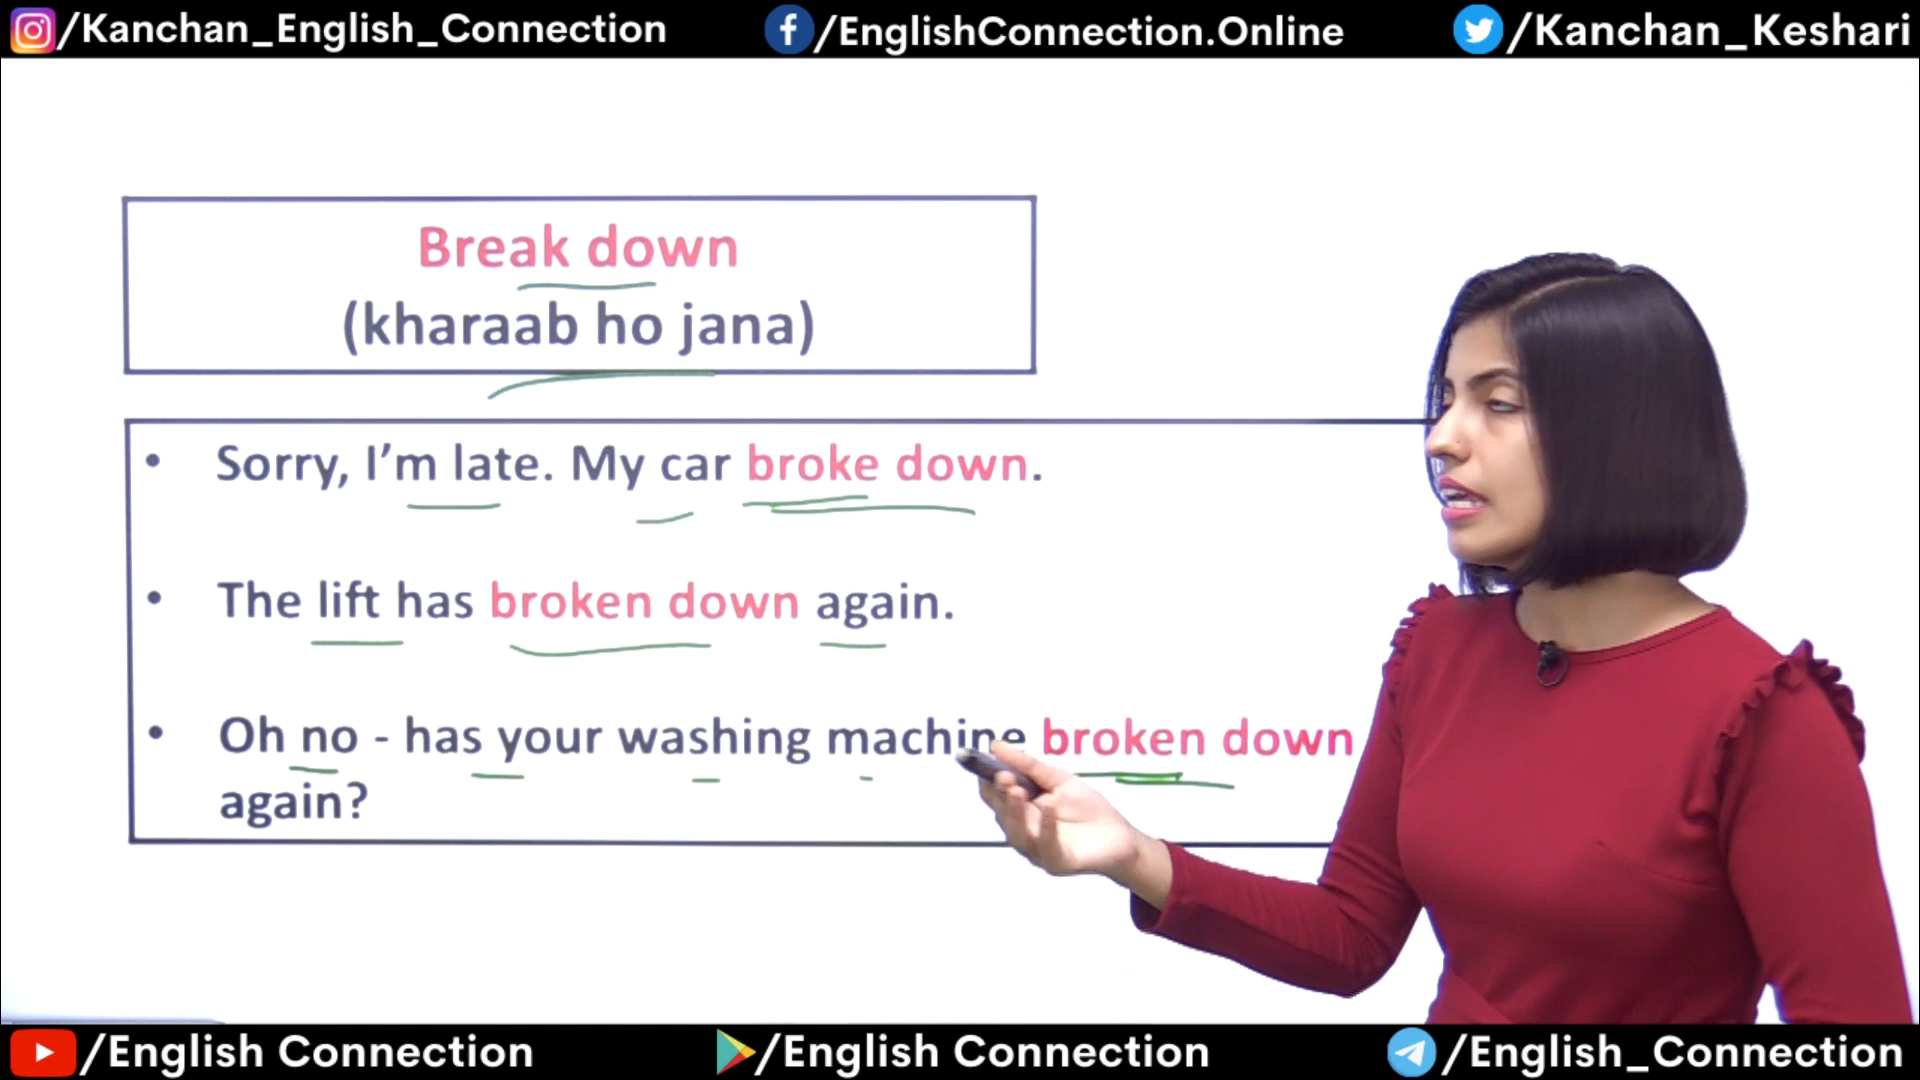 /Kanchan_English_Connection
/EnglishConnection.Online
/Kanchan_Keshari
Break down
(kharaab ho jana)
• Sorry, I’m late. My car broke down.
• The lift has broken down again.
• Oh no - has your washing machine broken down
again?
/English Connection
/English Connection
/English_Connection